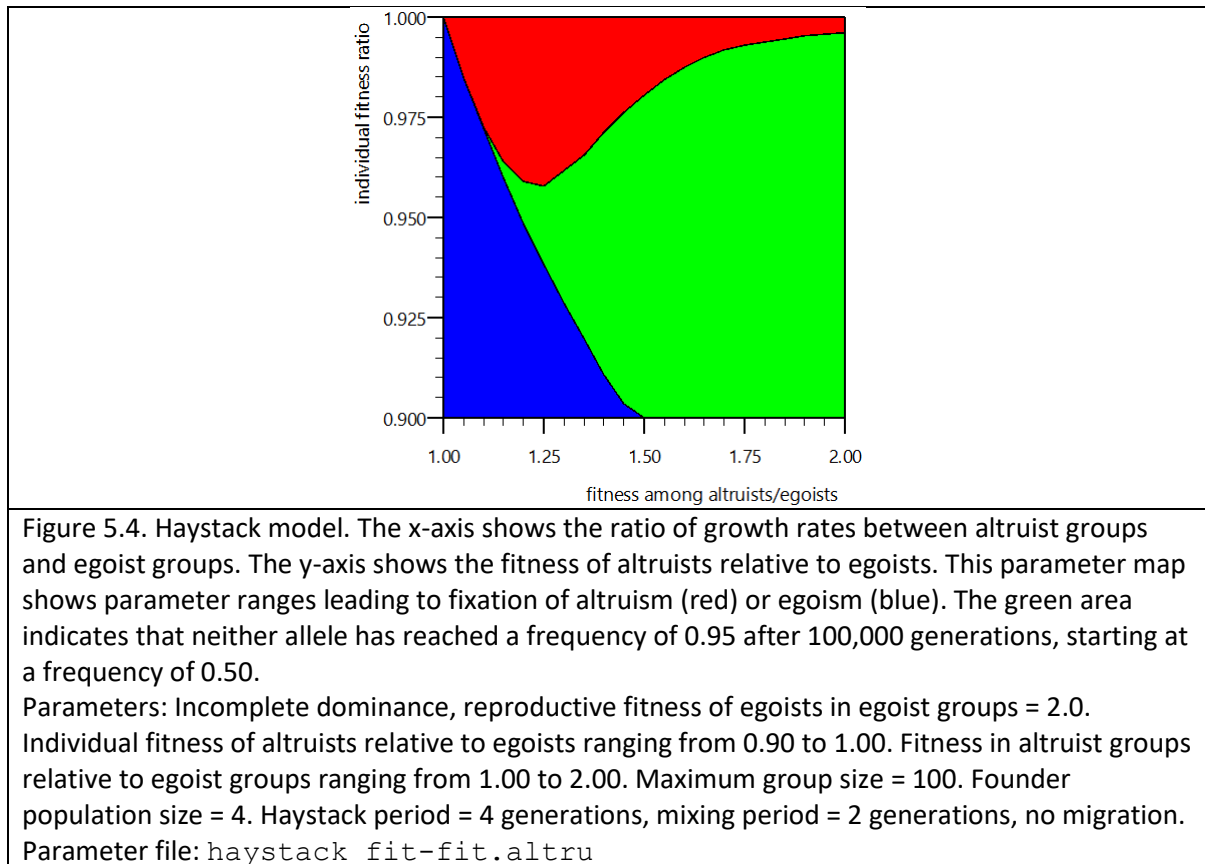 individual fitness ratio
1.000
0.975
0.950
0.925
0.900
1.00 1.25 1.50 1.75 2.00
fitness among altruists/egoists
Figure 5.4. Haystack model. The x-axis shows the ratio of growth rates between altruist groups
and egoist groups. The y-axis shows the fitness of altruists relative to egoists. This parameter map
shows parameter ranges leading to fixation of altruism (red) or egoism (blue). The green area
indicates that neither allele has reached a frequency of 0.95 after 100,000 generations, starting at
a frequency of 0.50.
Parameters: Incomplete dominance, reproductive fitness of egoists in egoist groups = 2.0.
Individual fitness of altruists relative to egoists ranging from 0.90 to 1.00. Fitness in altruist groups
relative to egoist groups ranging from 1.00 to 2.00. Maximum group size = 100. Founder
population size = 4. Haystack period = 4 generations, mixing period = 2 generations, no migration.
Parameter file: haystack fit-fit.altru